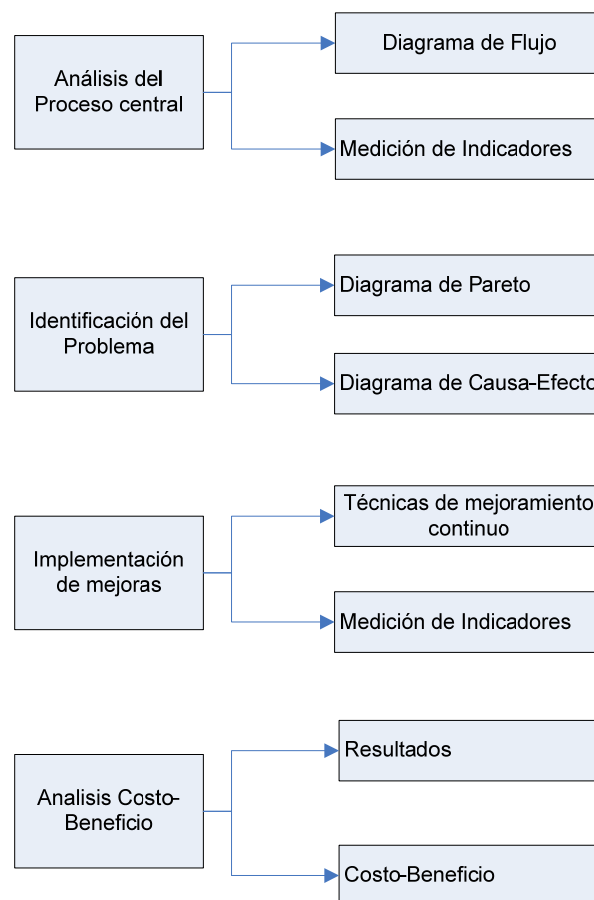 Análisis del
Proceso central
Diagrama de Flujo
Medición de Indicadores
Identificación del
Problema
Diagrama de Pareto
Diagrama de Causa-Efecto
Implementación
de mejoras
Técnicas de mejoramiento
continuo
Medición de Indicadores
Analisis Costo-
Beneficio
Resultados
Costo-Beneficio